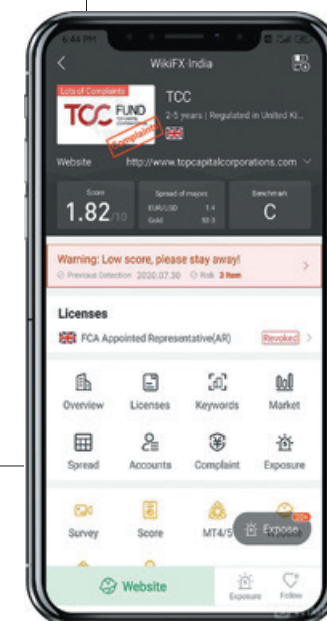 6:44 PM
WikiFX·India
Lots of Complaints
TCC FUND
Complaints
TCC
2-5 years | Regulated in United Ki...
Website http://www.topcapitalcorporations.com
Score
1.82/10
Spread of majors
EUR/USD 1.4
Gold
Benchmark
C
Warning: Low score, please stay away!
Previous Detection 2020.07.30 Risk 3 Item
Licenses
FCA Appointed Representative(AR) Revoked
Overview Licenses Keywords Market
Spread Accounts Complaint Exposure
Survey Score MT4/5
Expose
Website
Exposure Follow